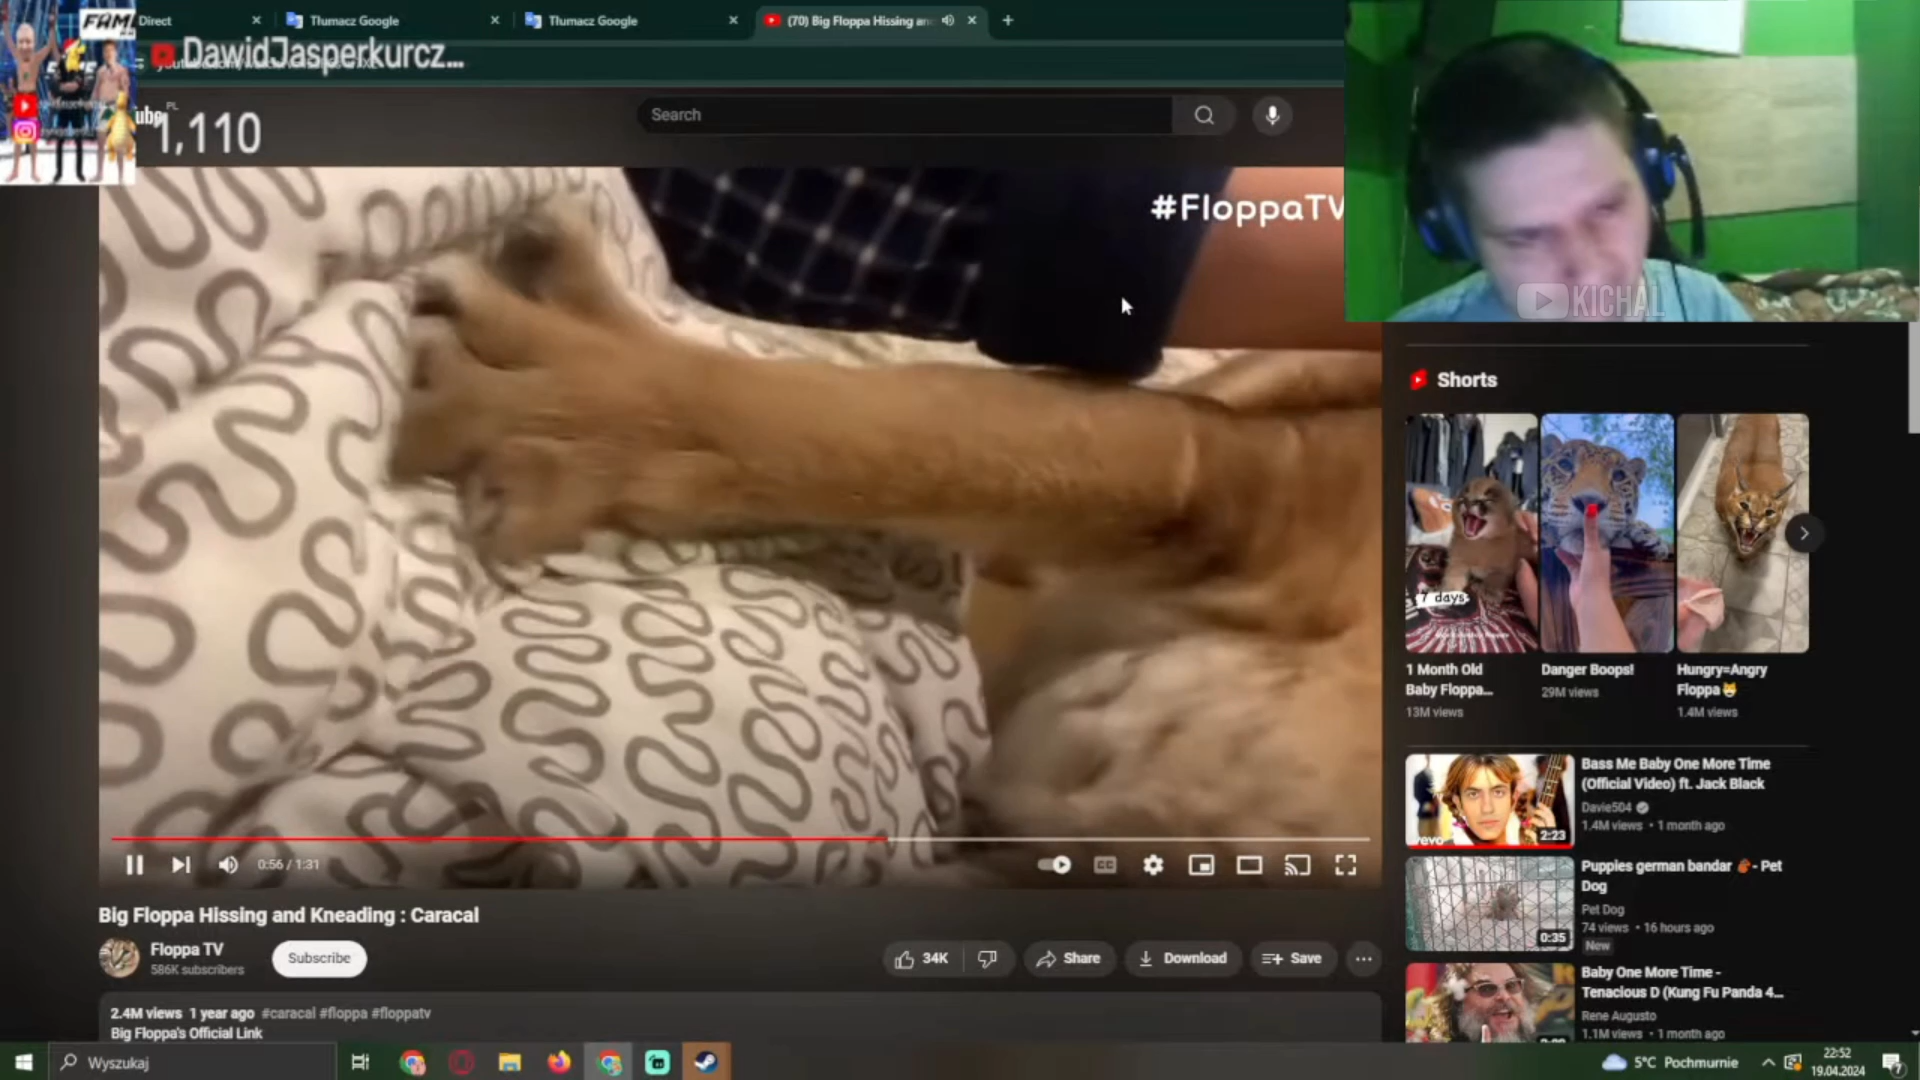 Direct
Tłumacz Google
Tłumacz Google
(70) Big Floppa Hissing an
FAME
DawidJasperkurcz...
PL
1,110
Search
#FloppaTV
KICHAL
Shorts
7 days
1 Month Old
Baby Floppa...
13M views
Danger Boops!
29M views
Hungry=Angry
Floppa😼
1.4M views
Bass Me Baby One More Time
(Official Video) ft. Jack Black
Davie504
1.4M views • 1 month ago
2:23
Puppies german bandar - Pet
Dog
Pet Dog
74 views • 16 hours ago
New
0:35
Baby One More Time -
Tenacious D (Kung Fu Panda 4...
Rene Augusto
1.1M views • 1 month ago
0:56 / 1:31
CC
Big Floppa Hissing and Kneading : Caracal
Floppa TV
586K subscribers
Subscribe
34K
Share
Download
Save
2.4M views 1 year ago #caracal #floppa #floppatv
Big Floppa's Official Link
Wyszukaj
5°C Pochmurnie
22:52
19.04.2024
7